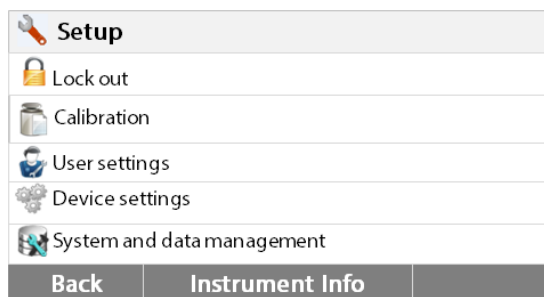 Setup
Lock out
Calibration
User settings
Device settings
System and data management
Back Instrument Info